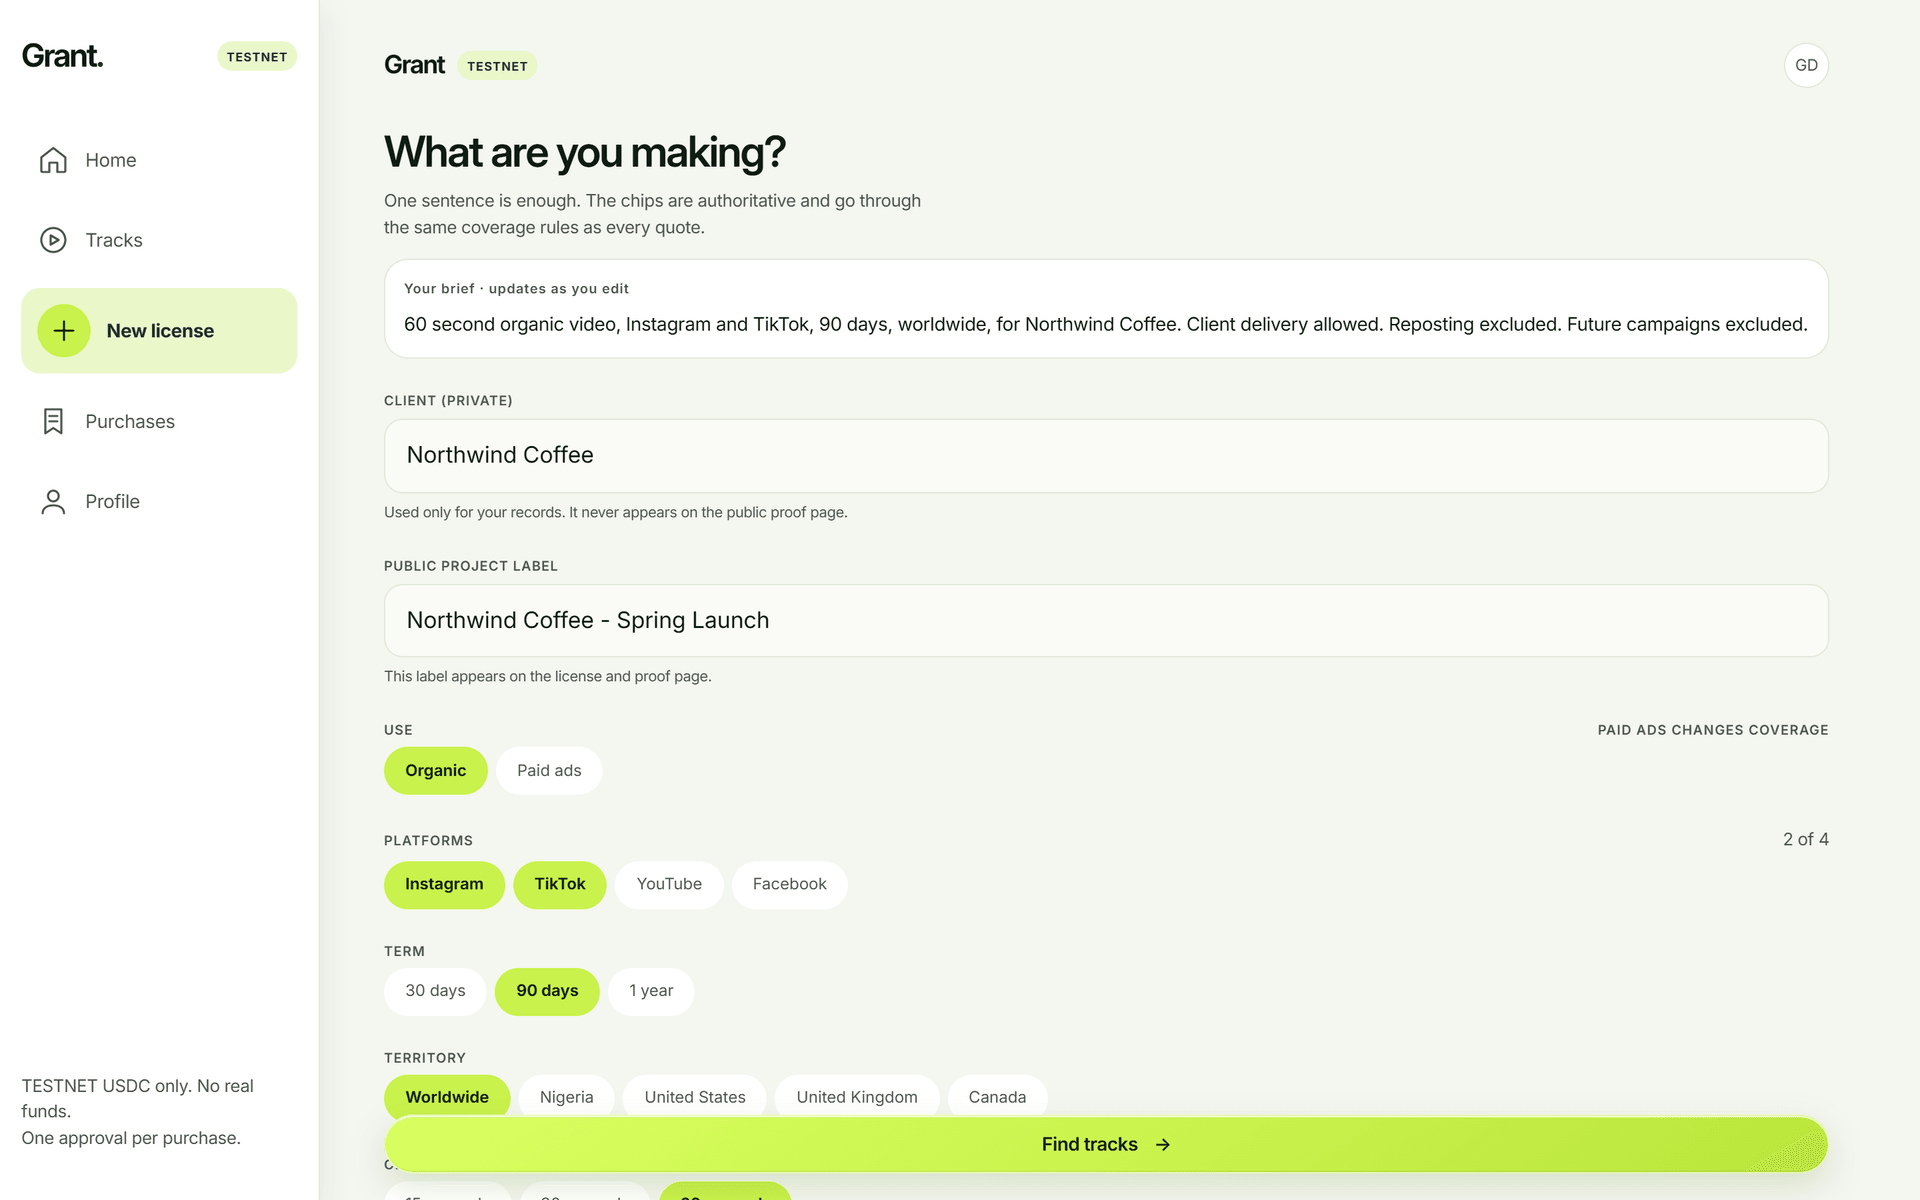 Grant.
TESTNET
Home
Tracks
New license
Purchases
Profile
TESTNET USDC only. No real
funds.
One approval per purchase.
Grant
TESTNET
GD
What are you making?
One sentence is enough. The chips are authoritative and go through
the same coverage rules as every quote.
Your brief · updates as you edit
60 second organic video, Instagram and TikTok, 90 days, worldwide, for Northwind Coffee. Client delivery allowed. Reposting excluded. Future campaigns excluded.
CLIENT (PRIVATE)
Northwind Coffee
Used only for your records. It never appears on the public proof page.
PUBLIC PROJECT LABEL
Northwind Coffee - Spring Launch
This label appears on the license and proof page.
USE
PAID ADS CHANGES COVERAGE
Organic
Paid ads
PLATFORMS
2 of 4
Instagram
TikTok
YouTube
Facebook
TERM
30 days
90 days
1 year
TERRITORY
Worldwide
Nigeria
United States
United Kingdom
Canada
Find tracks →